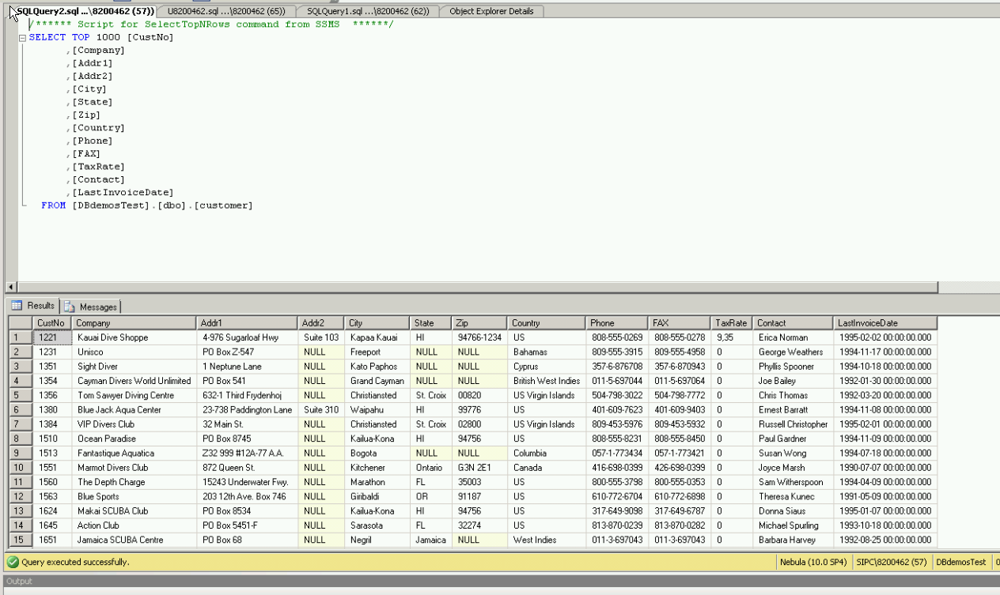 SQLQuery2.sql ...\8200462 (57)) U8200462.sql ...\8200462 (65)) SQLQuery1.sql ...\8200462 (62)) Object Explorer Details
/****** Script for SelectTopNRows command from SSMS ******/
SELECT TOP 1000 [CustNo]
,[Company]
,[Addr1]
,[Addr2]
,[City]
,[State]
,[Zip]
,[Country]
,[Phone]
,[FAX]
,[TaxRate]
,[Contact]
,[LastInvoiceDate]
FROM [DBdemosTest].[dbo].[customer]
Results Messages
CustNo Company Addr1 Addr2 City State Zip Country Phone FAX TaxRate Contact LastInvoiceDate
1 1221 Kauai Dive Shoppe 4-976 Sugarloaf Hwy Suite 103 Kapaa Kauai HI 94766-1234 US 808-555-0269 808-555-0278 9,35 Erica Norman 1995-02-02 00:00:00.000
2 1231 Unisco PO Box Z-547 NULL Freeport NULL NULL Bahamas 809-555-3915 809-555-4958 0 George Weathers 1994-11-17 00:00:00.000
3 1351 Sight Diver 1 Neptune Lane NULL Kato Paphos NULL NULL Cyprus 357-6-876708 357-6-870943 0 Phyllis Spooner 1994-10-18 00:00:00.000
4 1354 Cayman Divers World Unlimited PO Box 541 NULL Grand Cayman NULL NULL British West Indies 011-5-697044 011-5-697064 0 Joe Bailey 1992-01-30 00:00:00.000
5 1356 Tom Sawyer Diving Centre 632-1 Third Frydenhoj NULL Christiansted St. Croix 00820 US Virgin Islands 504-798-3022 504-798-7772 0 Chris Thomas 1992-03-20 00:00:00.000
6 1380 Blue Jack Aqua Center 23-738 Paddington Lane Suite 310 Waipahu HI 99776 US 401-609-7623 401-609-9403 0 Ernest Barratt 1994-11-08 00:00:00.000
7 1384 VIP Divers Club 32 Main St. NULL Christiansted St. Croix 02800 US Virgin Islands 809-453-5976 809-453-5932 0 Russell Christopher 1995-02-01 00:00:00.000
8 1510 Ocean Paradise PO Box 8745 NULL Kailua-Kona HI 94756 US 808-555-8231 808-555-8450 0 Paul Gardner 1994-11-09 00:00:00.000
9 1513 Fantastique Aquatica Z32 999 #12A-77 A.A. NULL Bogota NULL NULL Columbia 057-1-773434 057-1-773421 0 Susan Wong 1994-07-18 00:00:00.000
10 1551 Marmot Divers Club 872 Queen St. NULL Kitchener Ontario G3N 2E1 Canada 416-698-0399 426-698-0399 0 Joyce Marsh 1990-07-07 00:00:00.000
11 1560 The Depth Charge 15243 Underwater Fwy. NULL Marathon FL 35003 US 800-555-3798 800-555-0353 0 Sam Witherspoon 1994-04-09 00:00:00.000
12 1563 Blue Sports 203 12th Ave. Box 746 NULL Giribaldi OR 91187 US 610-772-6704 610-772-6898 0 Theresa Kunec 1991-05-09 00:00:00.000
13 1624 Makai SCUBA Club PO Box 8534 NULL Kailua-Kona HI 94756 US 317-649-9098 317-649-6787 0 Donna Siaus 1995-01-07 00:00:00.000
14 1645 Action Club PO Box 5451-F NULL Sarasota FL 32274 US 813-870-0239 813-870-0282 0 Michael Spurling 1993-10-18 00:00:00.000
15 1651 Jamaica SCUBA Centre PO Box 68 NULL Negril Jamaica NULL West Indies 011-3-697043 011-3-697043 0 Barbara Harvey 1992-08-25 00:00:00.000
Query executed successfully. Nebula (10.0 SP4) SIPC\8200462 (57) DBdemosTest 0
Output